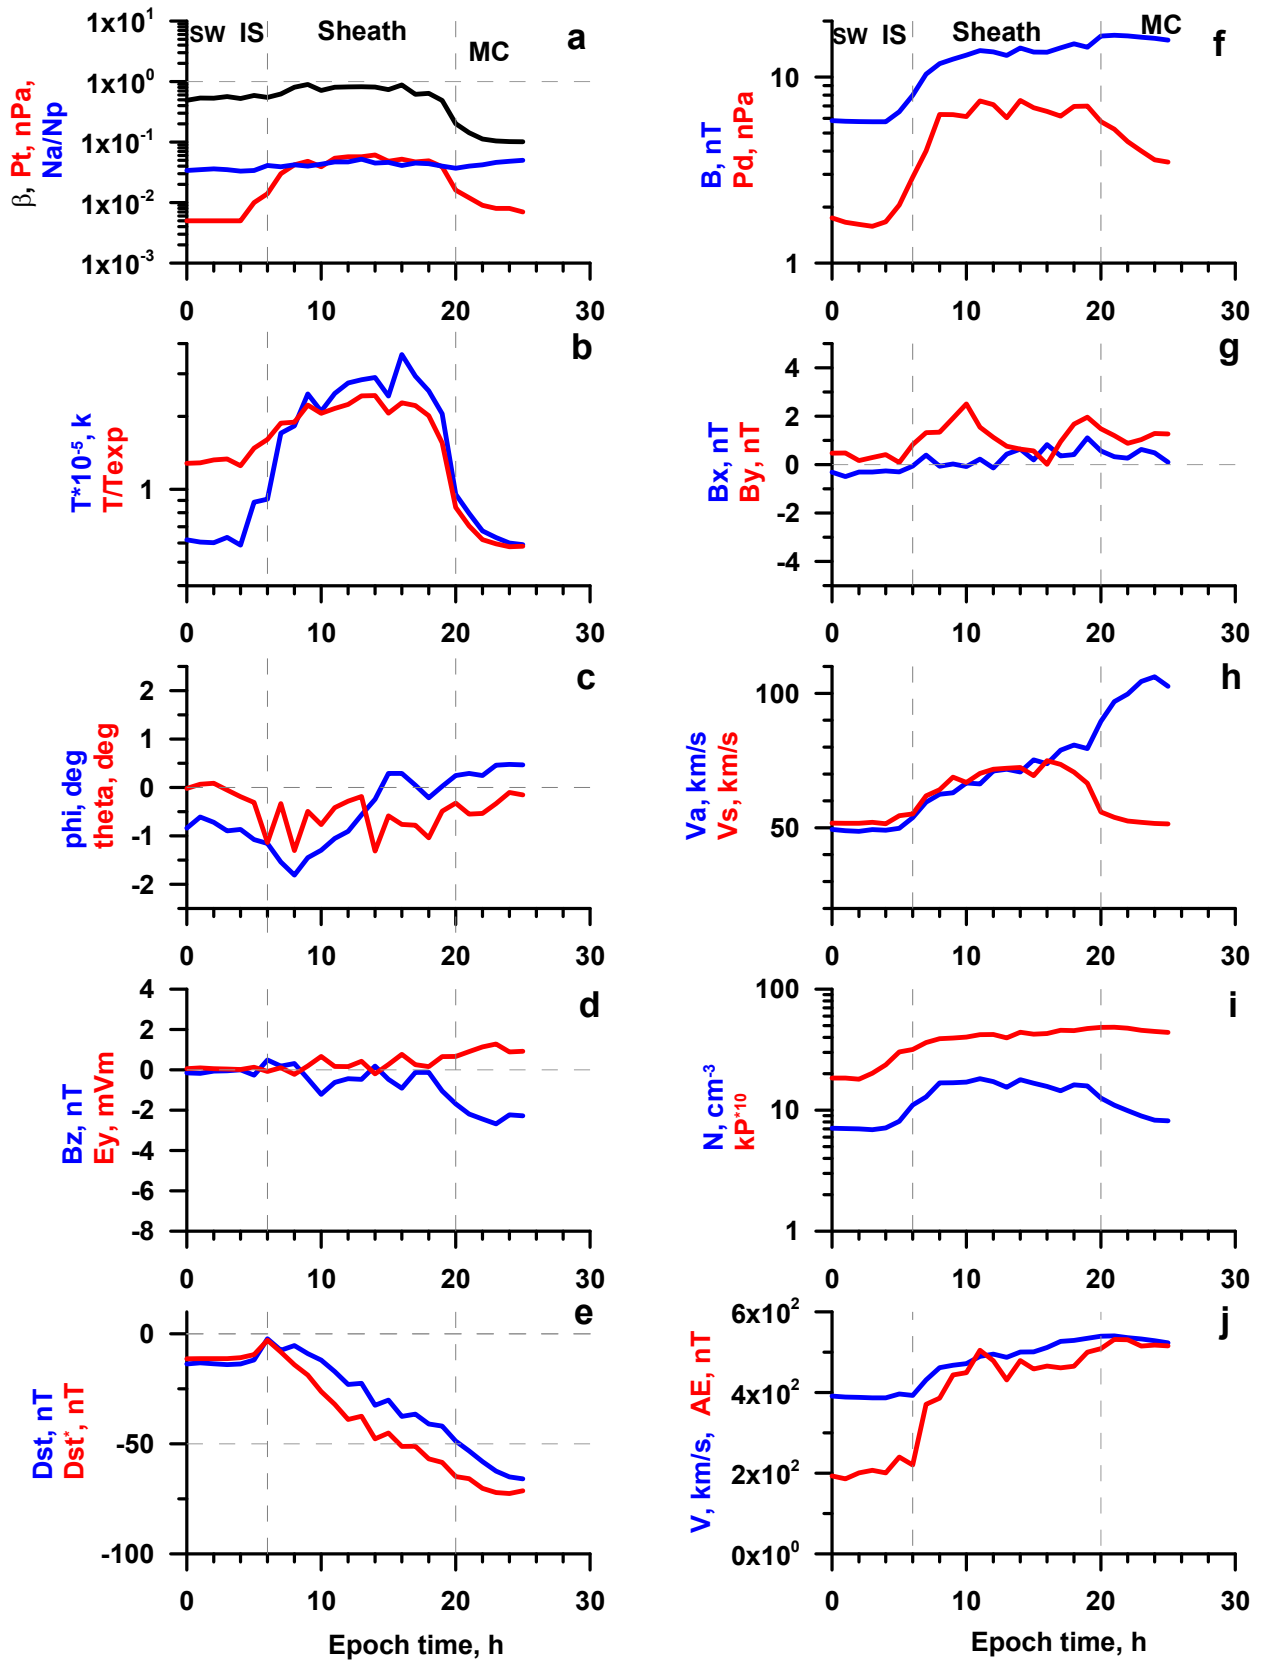 SW IS Sheath MC a
β, Pt, nPa,
Na/Np
1x10¹
1x10⁰
1x10⁻¹
1x10⁻²
1x10⁻³
0 10 20 30
b
T*10⁻⁵, k
T/Texp
1
0 10 20 30
c
phi, deg
theta, deg
2
1
0
-1
-2
0 10 20 30
d
Bz, nT
Ey, mVm
4
2
0
-2
-4
-6
-8
0 10 20 30
e
Dst, nT
Dst*, nT
0
-50
-100
0 10 20 30
Epoch time, h
SW IS Sheath MC f
B, nT
Pd, nPa
10
1
0 10 20 30
g
Bx, nT
By, nT
4
2
0
-2
-4
0 10 20 30
h
Va, km/s
Vs, km/s
100
50
0 10 20 30
i
N, cm⁻³
kP*¹⁰
100
10
1
0 10 20 30
j
V, km/s, AE, nT
6x10²
4x10²
2x10²
0x10⁰
0 10 20 30
Epoch time, h